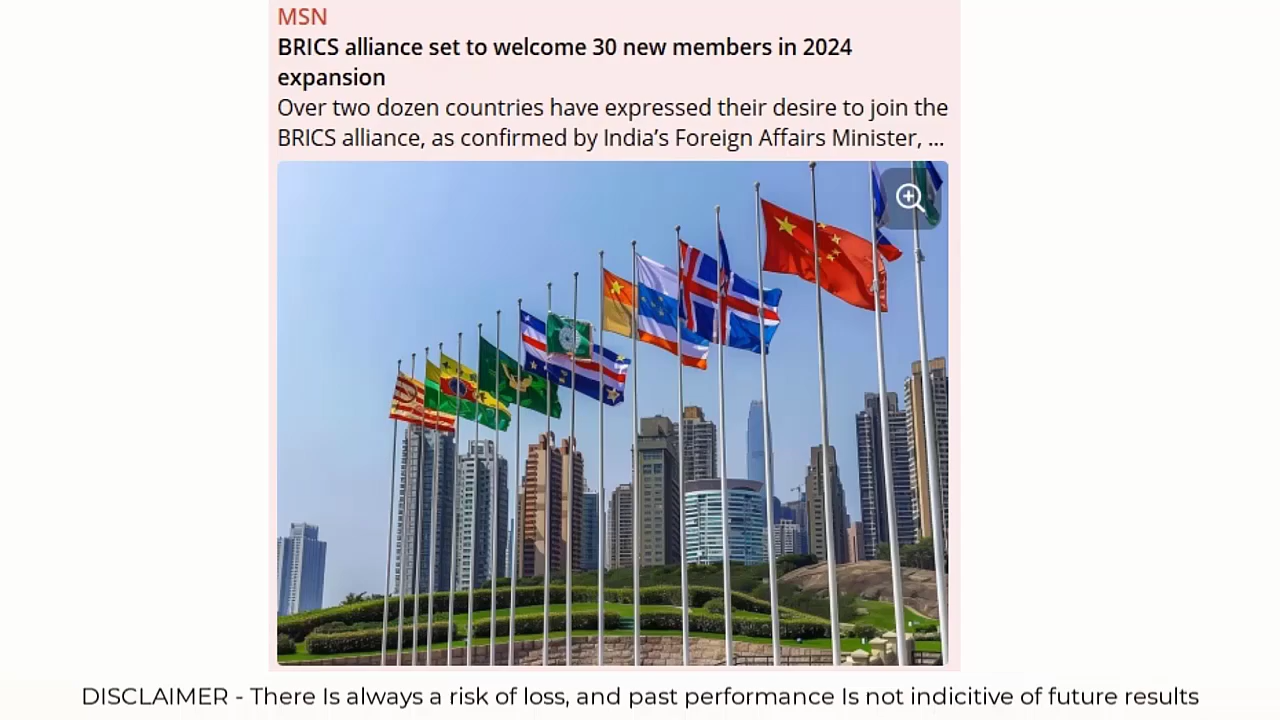 MSN
BRICS alliance set to welcome 30 new members in 2024
expansion
Over two dozen countries have expressed their desire to join the
BRICS alliance, as confirmed by India’s Foreign Affairs Minister, ...
DISCLAIMER - There Is always a risk of loss, and past performance Is not indicitive of future results